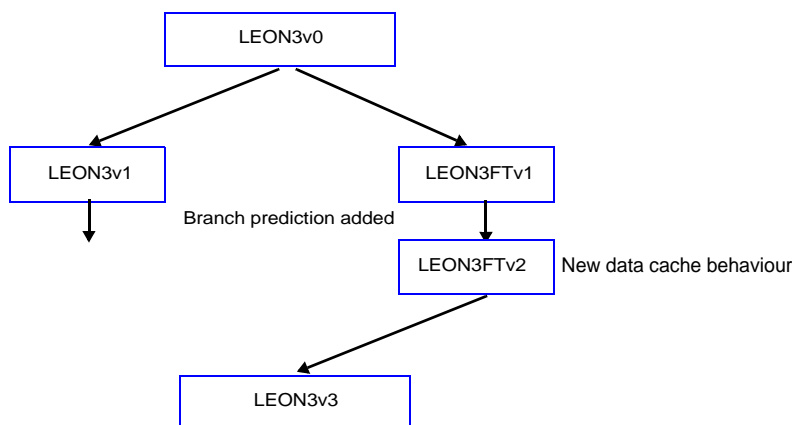 LEON3v0
LEON3v1
LEON3FTv1
Branch prediction added
LEON3FTv2
New data cache behaviour
LEON3v3